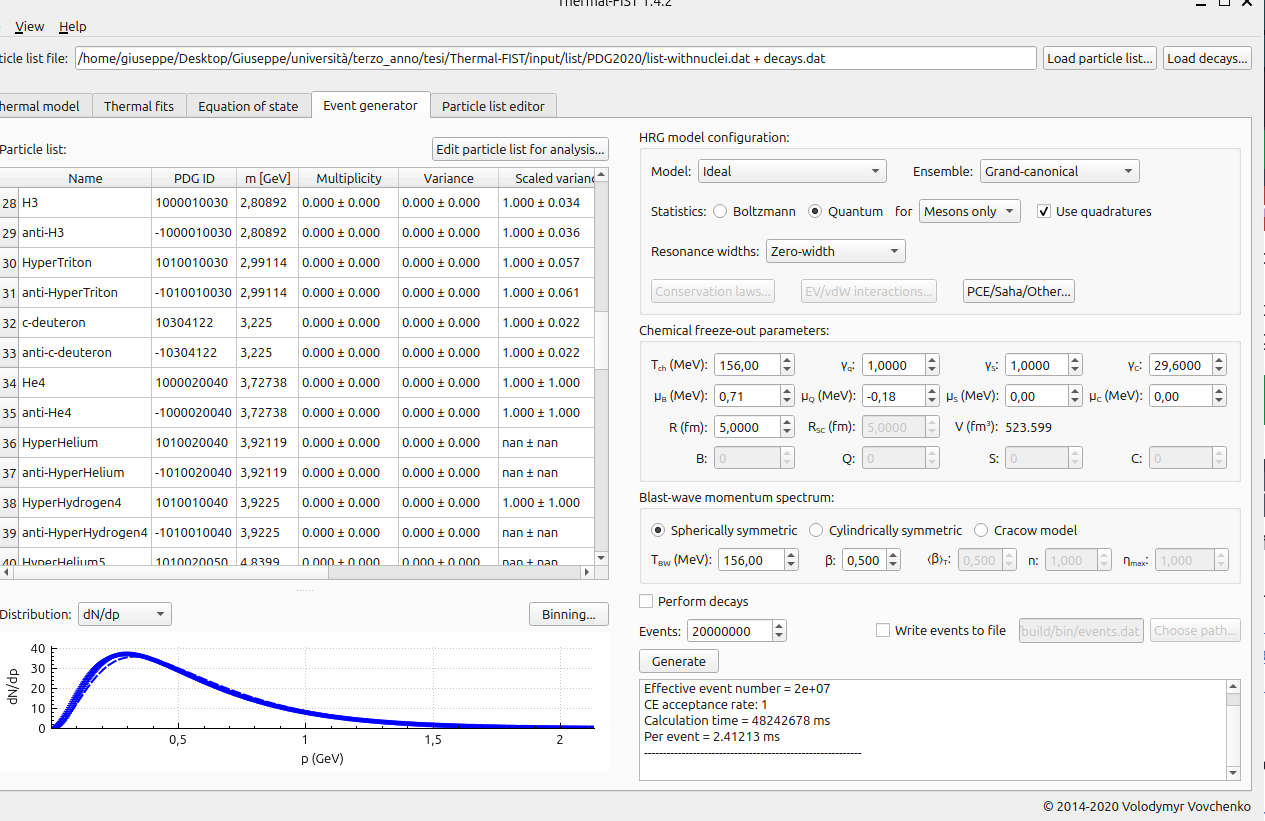 Thermal-FIST 1.4.2
View Help
ticle list file: /home/giuseppe/Desktop/Giuseppe/università/terzo_anno/tesi/Thermal-FIST/input/list/PDG2020/list-withnuclei.dat + decays.dat Load particle list... Load decays...
hermal model Thermal fits Equation of state Event generator Particle list editor
Particle list: Edit particle list for analysis...
Name PDG ID m [GeV] Multiplicity Variance Scaled varianc
28 H3 1000010030 2,80892 0.000 ± 0.000 0.000 ± 0.000 1.000 ± 0.034
29 anti-H3 -1000010030 2,80892 0.000 ± 0.000 0.000 ± 0.000 1.000 ± 0.036
30 HyperTriton 1010010030 2,99114 0.000 ± 0.000 0.000 ± 0.000 1.000 ± 0.057
31 anti-HyperTriton -1010010030 2,99114 0.000 ± 0.000 0.000 ± 0.000 1.000 ± 0.061
32 c-deuteron 10304122 3,225 0.000 ± 0.000 0.000 ± 0.000 1.000 ± 0.022
33 anti-c-deuteron -10304122 3,225 0.000 ± 0.000 0.000 ± 0.000 1.000 ± 0.022
34 He4 1000020040 3,72738 0.000 ± 0.000 0.000 ± 0.000 1.000 ± 1.000
35 anti-He4 -1000020040 3,72738 0.000 ± 0.000 0.000 ± 0.000 1.000 ± 1.000
36 HyperHelium 1010020040 3,92119 0.000 ± 0.000 0.000 ± 0.000 nan ± nan
37 anti-HyperHelium -1010020040 3,92119 0.000 ± 0.000 0.000 ± 0.000 nan ± nan
38 HyperHydrogen4 1010010040 3,9225 0.000 ± 0.000 0.000 ± 0.000 1.000 ± 1.000
39 anti-HyperHydrogen4 -1010010040 3,9225 0.000 ± 0.000 0.000 ± 0.000 nan ± nan
40 HyperHelium5 1010020050 4,8399 0.000 ± 0.000 0.000 ± 0.000 nan ± nan
Distribution: dN/dp Binning...
dN/dp
40
30
20
10
0
0,5 1 1,5 2
p (GeV)
HRG model configuration:
Model: Ideal Ensemble: Grand-canonical
Statistics: Boltzmann Quantum for Mesons only Use quadratures
Resonance widths: Zero-width
Conservation laws... EV/vdW interactions... PCE/Saha/Other...
Chemical freeze-out parameters:
Tch (MeV): 156,00 γq: 1,0000 γS: 1,0000 γC: 29,6000
μB (MeV): 0,71 μQ (MeV): -0,18 μS (MeV): 0,00 μC (MeV): 0,00
R (fm): 5,0000 RSC (fm): 5,0000 V (fm³): 523.599
B: 0 Q: 0 S: 0 C: 0
Blast-wave momentum spectrum:
Spherically symmetric Cylindrically symmetric Cracow model
TBW (MeV): 156,00 β: 0,500 ⟨β⟩T: 0,500 n: 1,000 ηmax: 1,000
Perform decays
Events: 20000000 Write events to file build/bin/events.dat Choose path...
Generate
Effective event number = 2e+07
CE acceptance rate: 1
Calculation time = 48242678 ms
Per event = 2.41213 ms
----------------------------------------------------------
© 2014-2020 Volodymyr Vovchenko